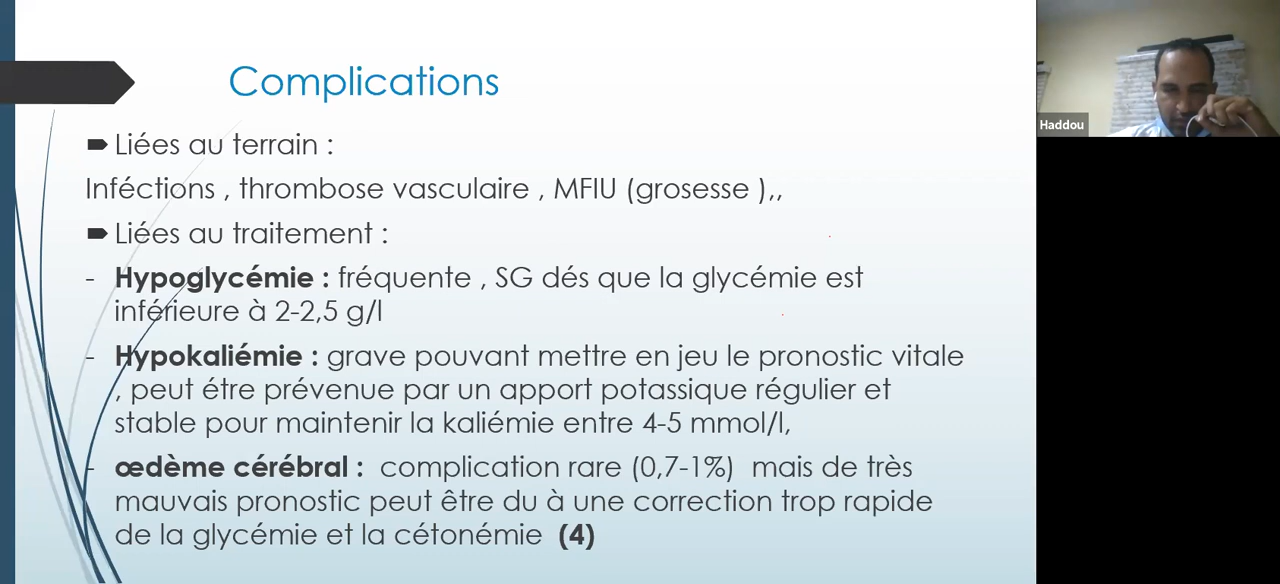 Complications
Liées au terrain :
Inféctions , thrombose vasculaire , MFIU (grosesse ),,
Liées au traitement :
- Hypoglycémie : fréquente , SG dés que la glycémie est
inférieure à 2-2,5 g/l
- Hypokaliémie : grave pouvant mettre en jeu le pronostic vitale
, peut étre prévenue par un apport potassique régulier et
stable pour maintenir la kaliémie entre 4-5 mmol/l,
- œdème cérébral : complication rare (0,7-1%) mais de très
mauvais pronostic peut être du à une correction trop rapide
de la glycémie et la cétonémie (4)
Haddou